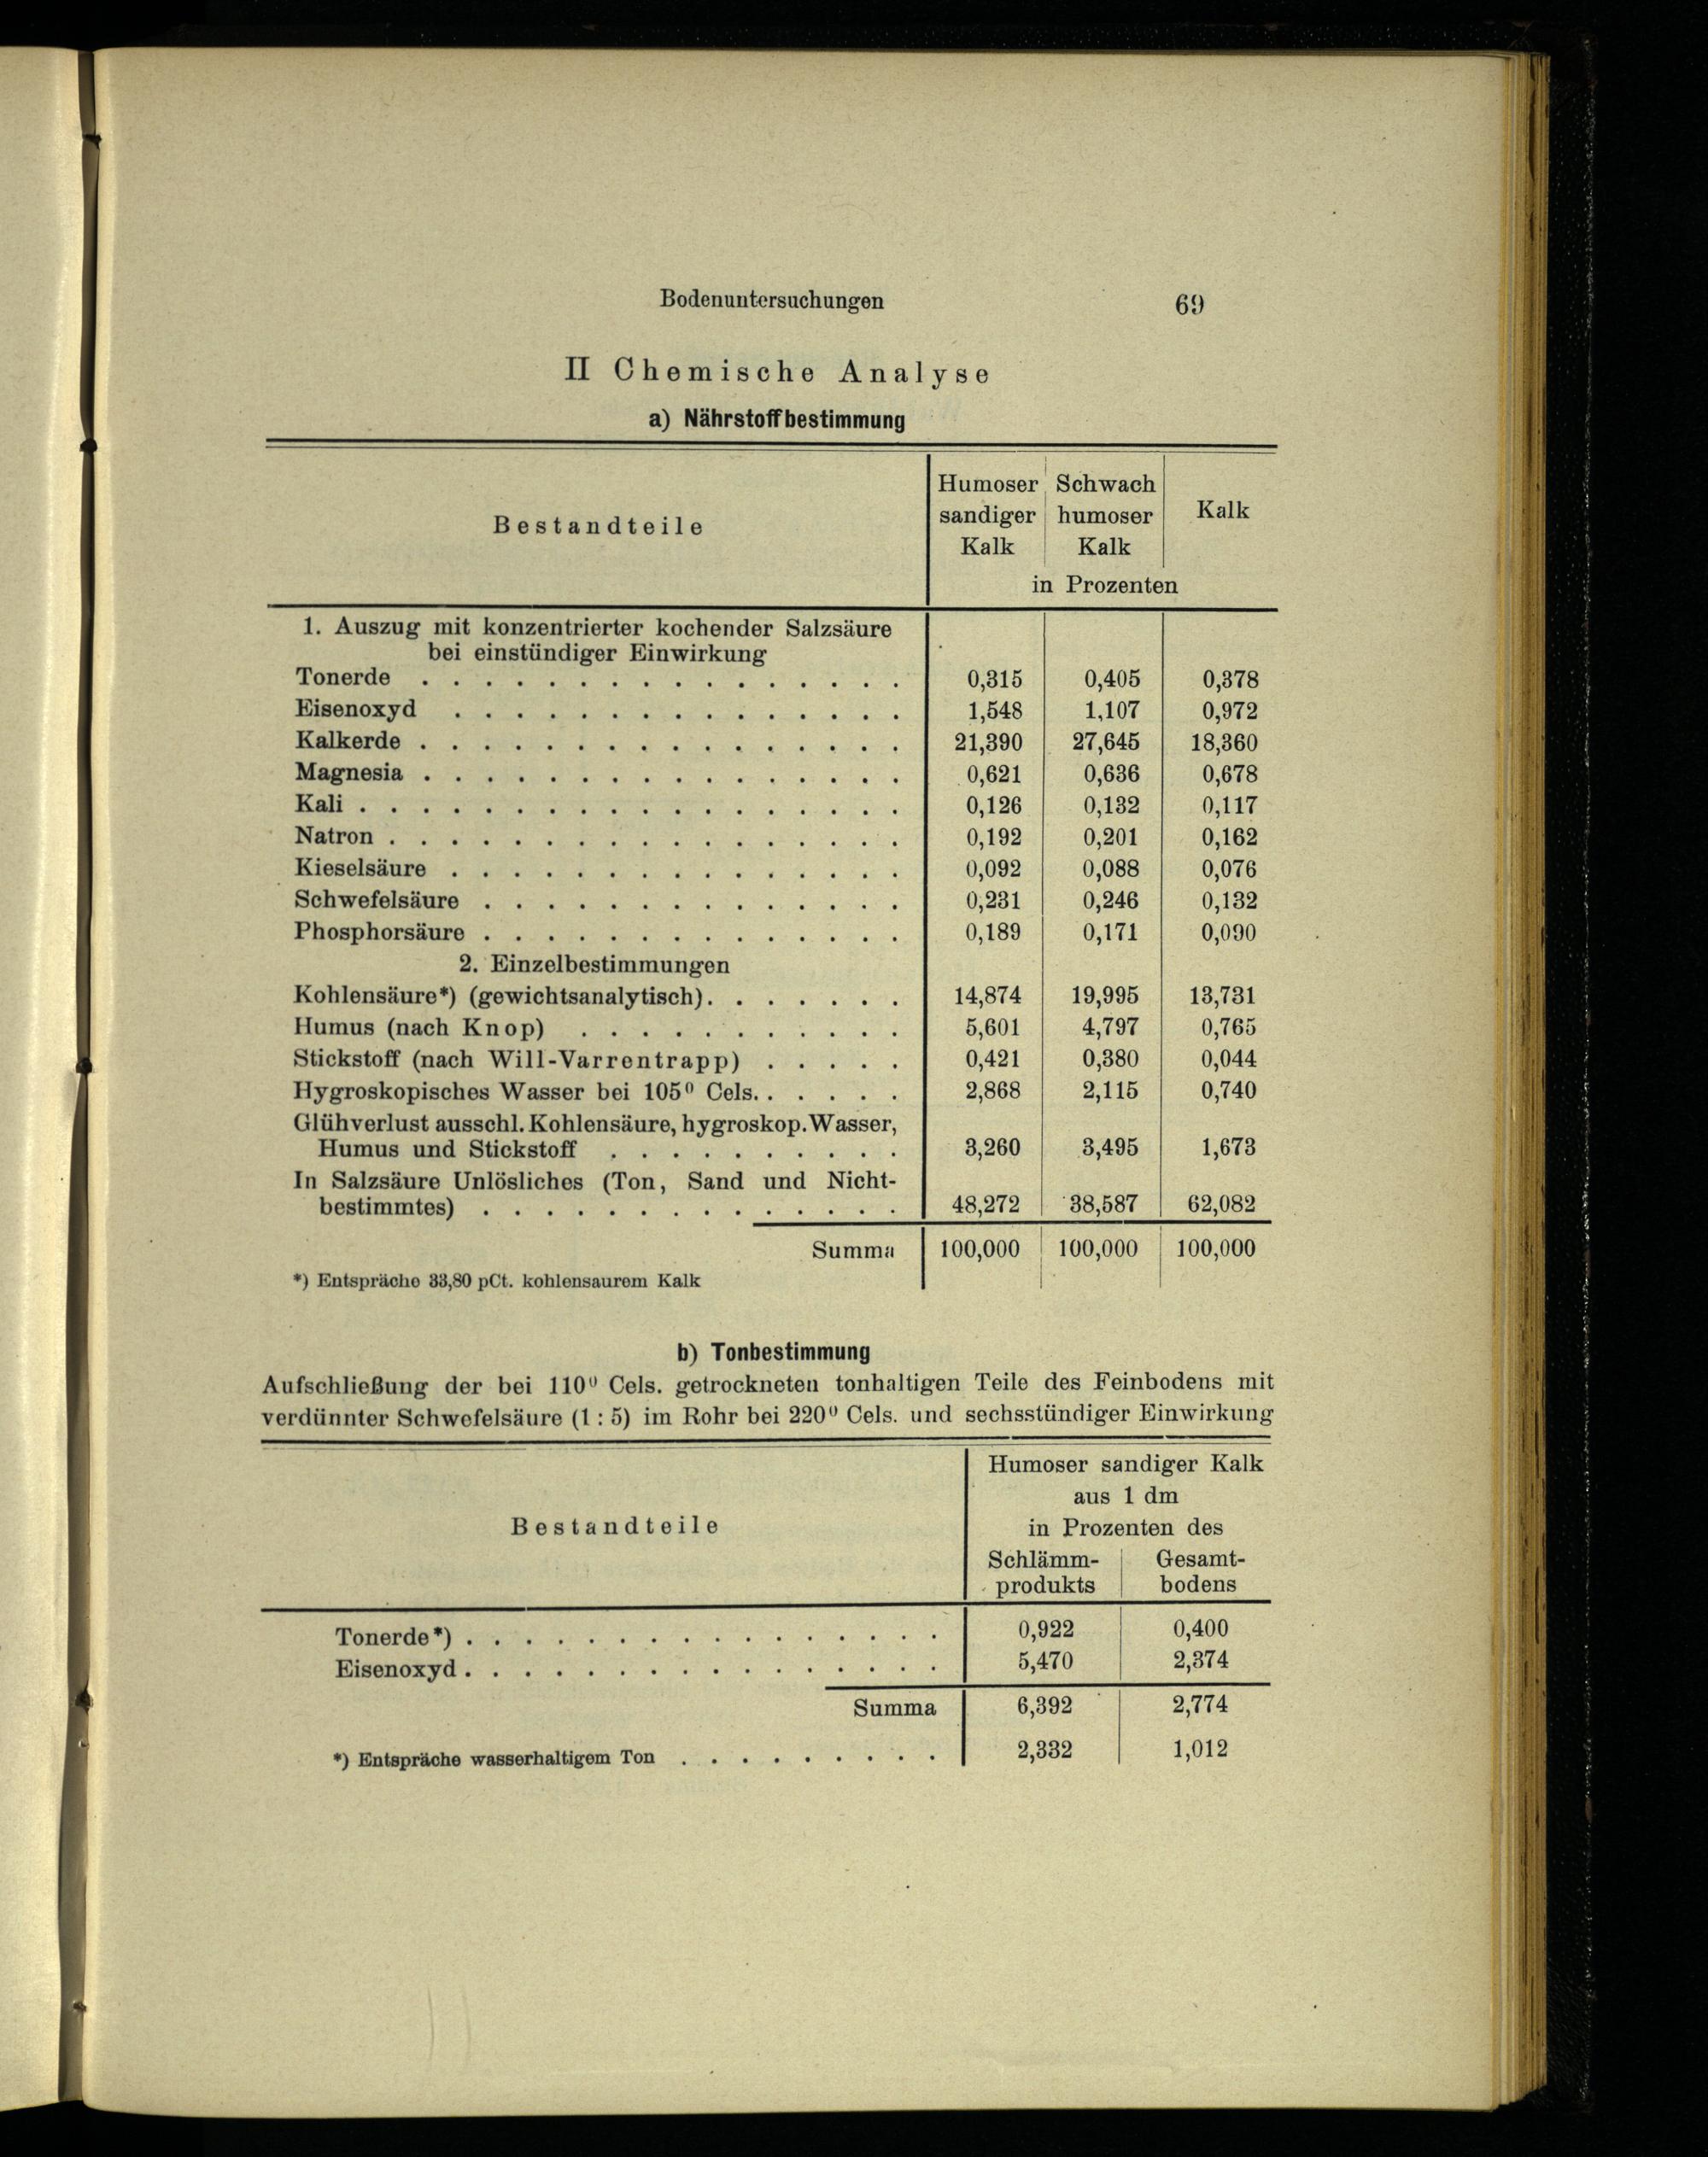 Bodenuntersuchungen 69
II Chemische Analyse
a) Nährstoffbestimmung
Bestandteile
Humoser Schwach
sandiger humoser Kalk
Kalk Kalk
in Prozenten
1. Auszug mit konzentrierter kochender Salzsäure
bei einstündiger Einwirkung
Tonerde . . . . . . . . . . . . . . . . 0,315 0,405 0,378
Eisenoxyd . . . . . . . . . . . . . . . 1,548 1,107 0,972
Kalkerde . . . . . . . . . . . . . . . . 21,390 27,645 18,360
Magnesia . . . . . . . . . . . . . . . . 0,621 0,636 0,678
Kali . . . . . . . . . . . . . . . . . . 0,126 0,132 0,117
Natron . . . . . . . . . . . . . . . . . 0,192 0,201 0,162
Kieselsäure . . . . . . . . . . . . . . . 0,092 0,088 0,076
Schwefelsäure . . . . . . . . . . . . . . 0,231 0,246 0,132
Phosphorsäure . . . . . . . . . . . . . . 0,189 0,171 0,090
2. Einzelbestimmungen
Kohlensäure*) (gewichtsanalytisch) . . . . . . . 14,874 19,995 13,731
Humus (nach Knop) . . . . . . . . . . . 5,601 4,797 0,765
Stickstoff (nach Will-Varrentrapp) . . . . . 0,421 0,380 0,044
Hygroskopisches Wasser bei 105⁰ Cels. . . . . . 2,868 2,115 0,740
Glühverlust ausschl. Kohlensäure, hygroskop. Wasser,
Humus und Stickstoff . . . . . . . . . . 3,260 3,495 1,673
In Salzsäure Unlösliches (Ton, Sand und Nicht-
bestimmtes) . . . . . . . . . . . . . . 48,272 38,587 62,082
Summa 100,000 100,000 100,000
*) Entspräche 33,80 pCt. kohlensaurem Kalk
b) Tonbestimmung
Aufschließung der bei 110⁰ Cels. getrockneten tonhaltigen Teile des Feinbodens mit
verdünnter Schwefelsäure (1 : 5) im Rohr bei 220⁰ Cels. und sechsstündiger Einwirkung
Bestandteile
Humoser sandiger Kalk
aus 1 dm
in Prozenten des
Schlämm- Gesamt-
produkts bodens
Tonerde*) . . . . . . . . . . . . . . . . 0,922 0,400
Eisenoxyd . . . . . . . . . . . . . . . . 5,470 2,374
Summa 6,392 2,774
*) Entspräche wasserhaltigem Ton . . . . . . . . . 2,332 1,012